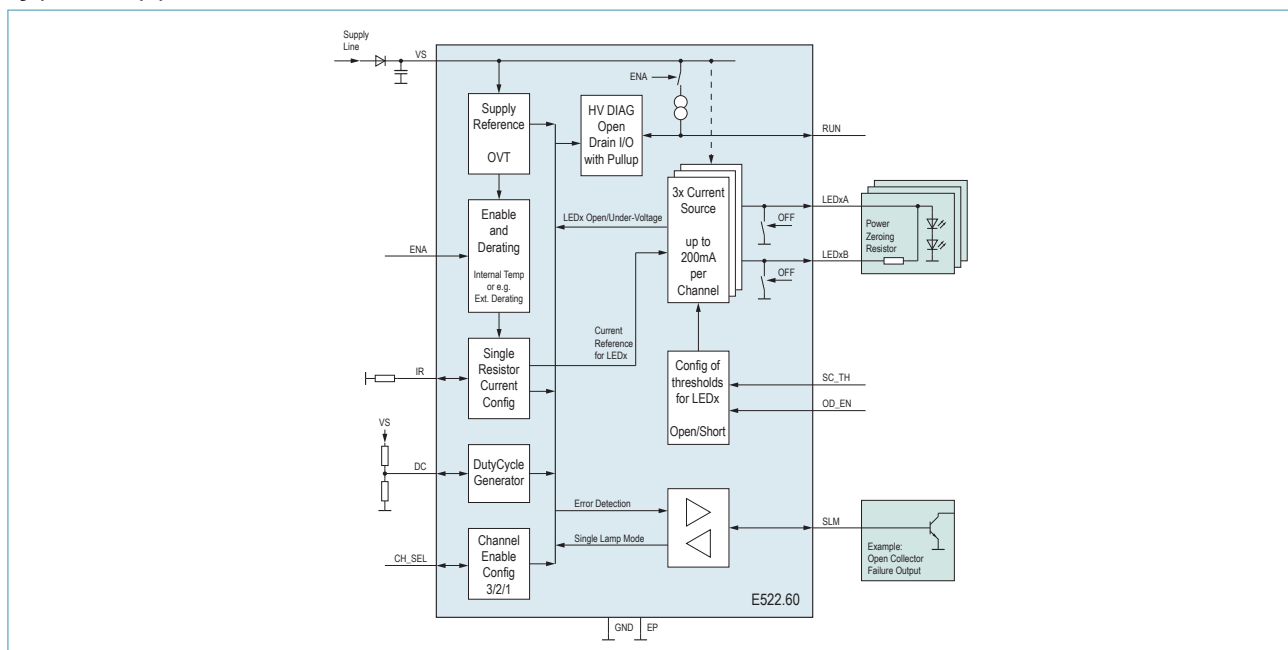 Supply
Line
VS
ENA
Supply
Reference
OVT
HV DIAG
Open
Drain I/O
with Pullup
RUN
3x Current
Source
up to
200mA
per
Channel
LEDx Open/Under-Voltage
OFF
LEDxA
OFF
LEDxB
Power
Zeroing
Resistor
Enable
and
Derating
Internal Temp
or e.g.
Ext. Derating
ENA
Current
Reference
for LEDx
Single
Resistor
Current
Config
IR
Config of
thresholds
for LEDx
Open/Short
SC_TH
OD_EN
VS
DC
DutyCycle
Generator
Error Detection
Single Lamp Mode
SLM
Example:
Open Collector
Failure Output
CH_SEL
Channel
Enable
Config
3/2/1
E522.60
GND
EP